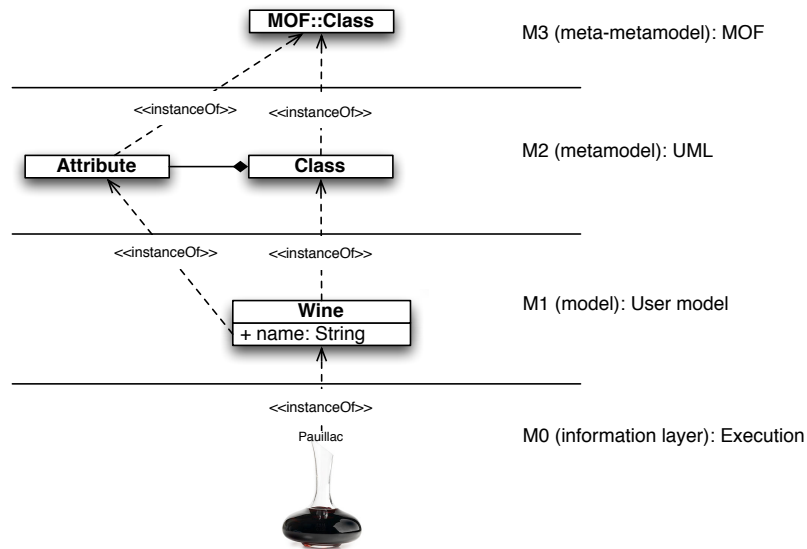 MOF::Class
M3 (meta-metamodel): MOF
<<instanceOf>>
<<instanceOf>>
Attribute
Class
M2 (metamodel): UML
<<instanceOf>>
<<instanceOf>>
Wine
+ name: String
M1 (model): User model
<<instanceOf>>
Pauillac
M0 (information layer): Execution